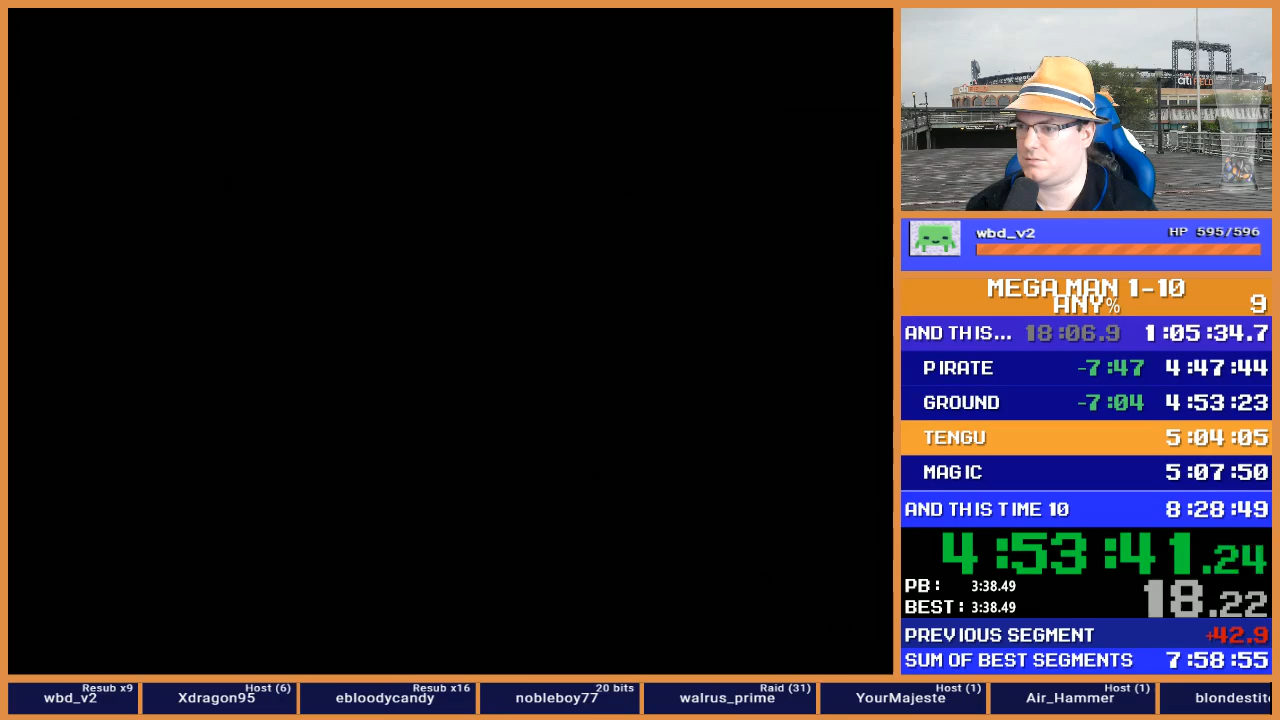 citi FIELD
wbd_v2 HP 595/596
MEGA MAN 1-10
ANY% 9
AND THIS... 18:06.9 1:05:34.7
PIRATE -7:47 4:47:44
GROUND -7:04 4:53:23
TENGU 5:04:05
MAGIC 5:07:50
AND THIS TIME 10 8:28:49
4:53:41.24
PB: 3:38.49
BEST: 3:38.49
18.22
PREVIOUS SEGMENT +42.9
SUM OF BEST SEGMENTS 7:58:55
Resub x9 Host (6) Resub x16 20 bits Raid (31) Host (1) Host (1)
wbd_v2 Xdragon95 ebloodycandy nobleboy77 walrus_prime YourMajeste Air_Hammer blondestit